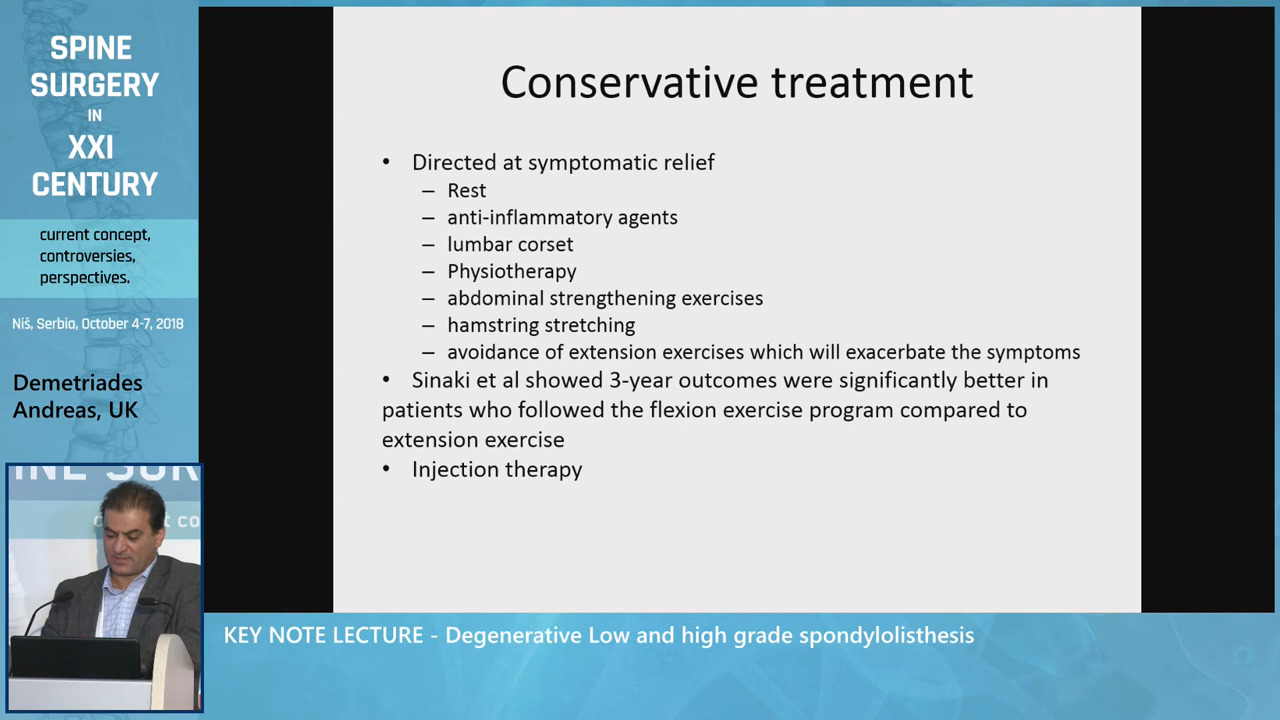 SPINE
SURGERY
IN
XXI
CENTURY
current concept,
controversies,
perspectives.
Niš, Serbia, October 4-7, 2018
Demetriades
Andreas, UK
INE SUR
t co
Conservative treatment
• Directed at symptomatic relief
– Rest
– anti-inflammatory agents
– lumbar corset
– Physiotherapy
– abdominal strengthening exercises
– hamstring stretching
– avoidance of extension exercises which will exacerbate the symptoms
• Sinaki et al showed 3-year outcomes were significantly better in
patients who followed the flexion exercise program compared to
extension exercise
• Injection therapy
KEY NOTE LECTURE - Degenerative Low and high grade spondylolisthesis